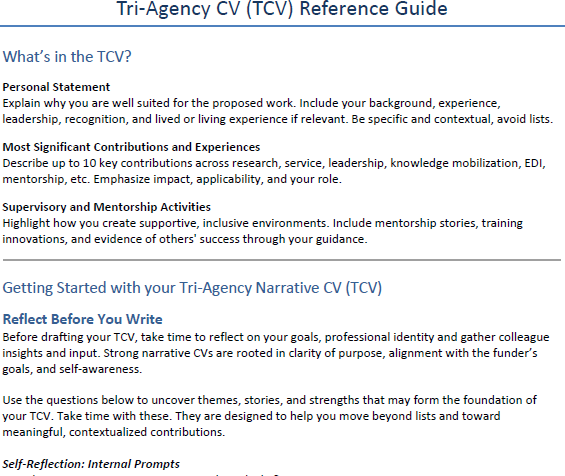 Tri-Agency CV (TCV) Reference Guide
What's in the TCV?
Personal Statement
Explain why you are well suited for the proposed work. Include your background, experience,
leadership, recognition, and lived or living experience if relevant. Be specific and contextual, avoid lists.
Most Significant Contributions and Experiences
Describe up to 10 key contributions across research, service, leadership, knowledge mobilization, EDI,
mentorship, etc. Emphasize impact, applicability, and your role.
Supervisory and Mentorship Activities
Highlight how you create supportive, inclusive environments. Include mentorship stories, training
innovations, and evidence of others' success through your guidance.
Getting Started with your Tri-Agency Narrative CV (TCV)
Reflect Before You Write
Before drafting your TCV, take time to reflect on your goals, professional identity and gather colleague
insights and input. Strong narrative CVs are rooted in clarity of purpose, alignment with the funder's
goals, and self-awareness.
Use the questions below to uncover themes, stories, and strengths that may form the foundation of
your TCV. Take time with these. They are designed to help you move beyond lists and toward
meaningful, contextualized contributions.
Self-Reflection: Internal Prompts